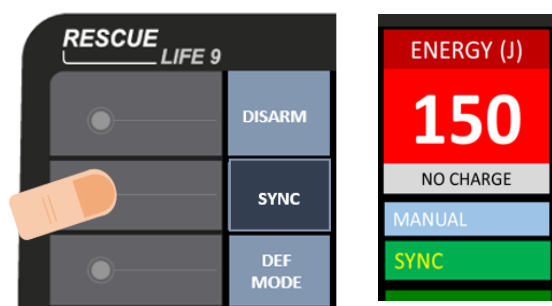 RESCUE
LIFE 9
DISARM
SYNC
DEF
MODE
ENERGY (J)
150
NO CHARGE
MANUAL
SYNC